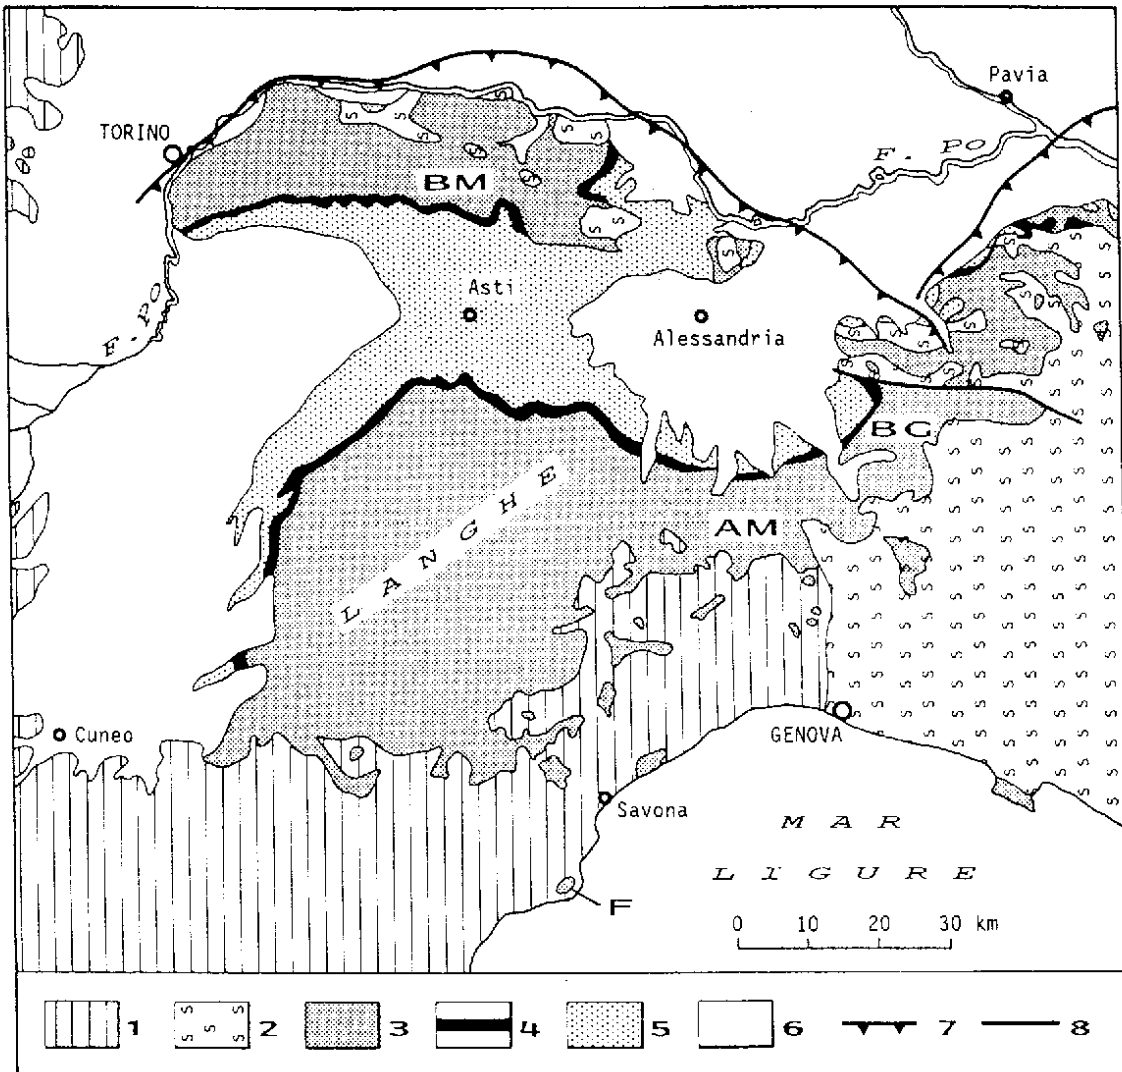 Pavia
TORINO
F. PO
BM
Asti
F. PO
Alessandria
BG
LANGHE
AM
Cuneo
GENOVA
Savona
MAR
LIGURE
F
0 10 20 30 km
1 2 3 4 5 6 7 8